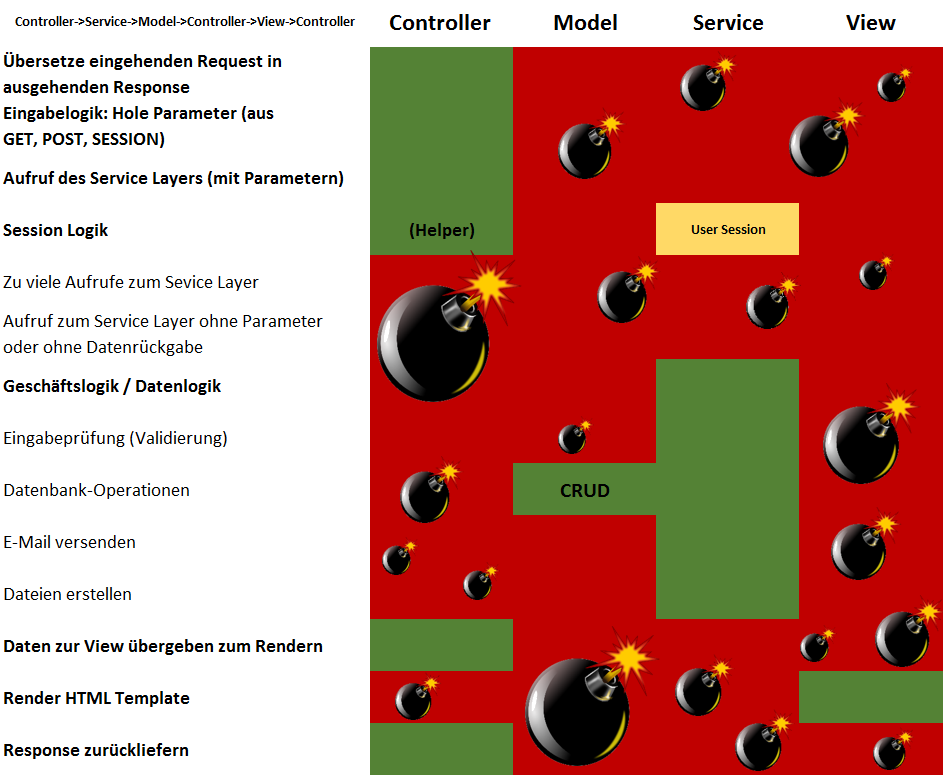 Controller->Service->Model->Controller->View->Controller
Controller Model Service View
Übersetze eingehenden Request in
ausgehenden Response
Eingabelogik: Hole Parameter (aus
GET, POST, SESSION)
Aufruf des Service Layers (mit Parametern)
Session Logik (Helper) User Session
Zu viele Aufrufe zum Sevice Layer
Aufruf zum Service Layer ohne Parameter
oder ohne Datenrückgabe
Geschäftslogik / Datenlogik
Eingabeprüfung (Validierung)
Datenbank-Operationen CRUD
E-Mail versenden
Dateien erstellen
Daten zur View übergeben zum Rendern
Render HTML Template
Response zurückliefern